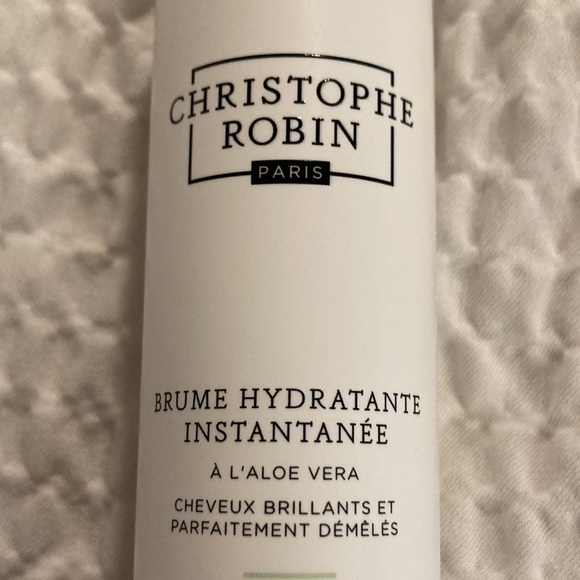 CHRISTOPHE
ROBIN
PARIS
BRUME HYDRATANTE
INSTANTANÉE
À L'ALOE VERA
CHEVEUX BRILLANTS ET
PARFAITEMENT DÉMÊLÉS